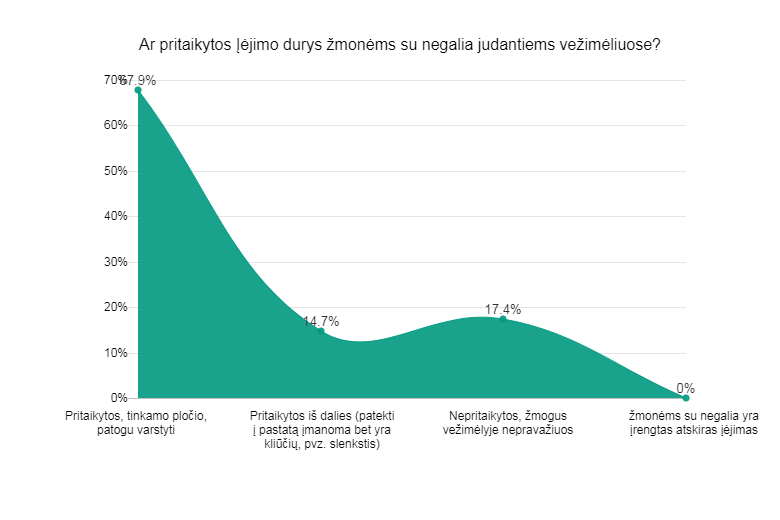 Ar pritaikytos Įėjimo durys žmonėms su negalia judantiems vežimėliuose?
70%
67.9%
60%
50%
40%
30%
20%
17.4%
14.7%
10%
0%
0%
Pritaikytos, tinkamo pločio,
patogu varstyti
Pritaikytos iš dalies (patekti
į pastatą įmanoma bet yra
kliūčių, pvz. slenkstis)
Nepritaikytos, žmogus
vežimėlyje nepravažiuos
žmonėms su negalia yra
įrengtas atskiras įėjimas